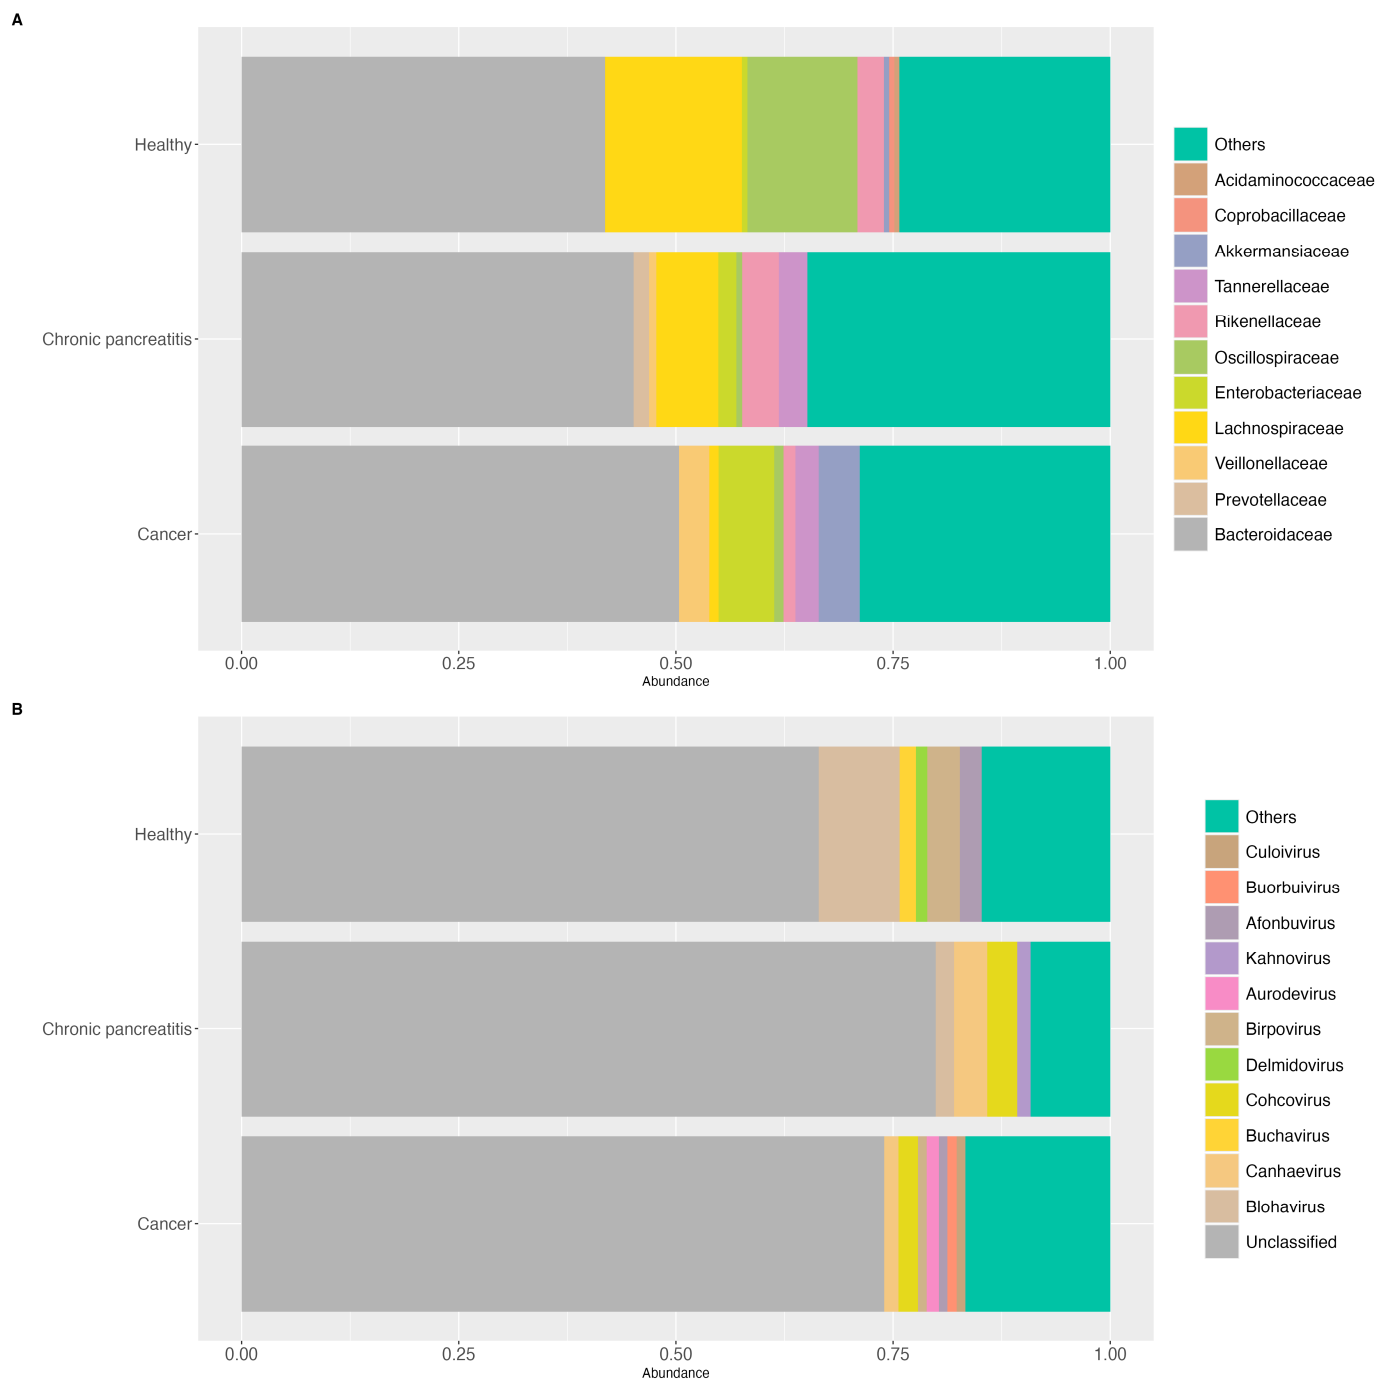 A
Healthy
Chronic pancreatitis
Cancer
0.00 0.25 0.50 0.75 1.00
Abundance
Others
Acidaminococcaceae
Coprobacillaceae
Akkermansiaceae
Tannerellaceae
Rikenellaceae
Oscillospiraceae
Enterobacteriaceae
Lachnospiraceae
Veillonellaceae
Prevotellaceae
Bacteroidaceae
B
Healthy
Chronic pancreatitis
Cancer
0.00 0.25 0.50 0.75 1.00
Abundance
Others
Culoivirus
Buorbuivirus
Afonbuvirus
Kahnovirus
Aurodevirus
Birpovirus
Delmidovirus
Cohcovirus
Buchavirus
Canhaevirus
Blohavirus
Unclassified